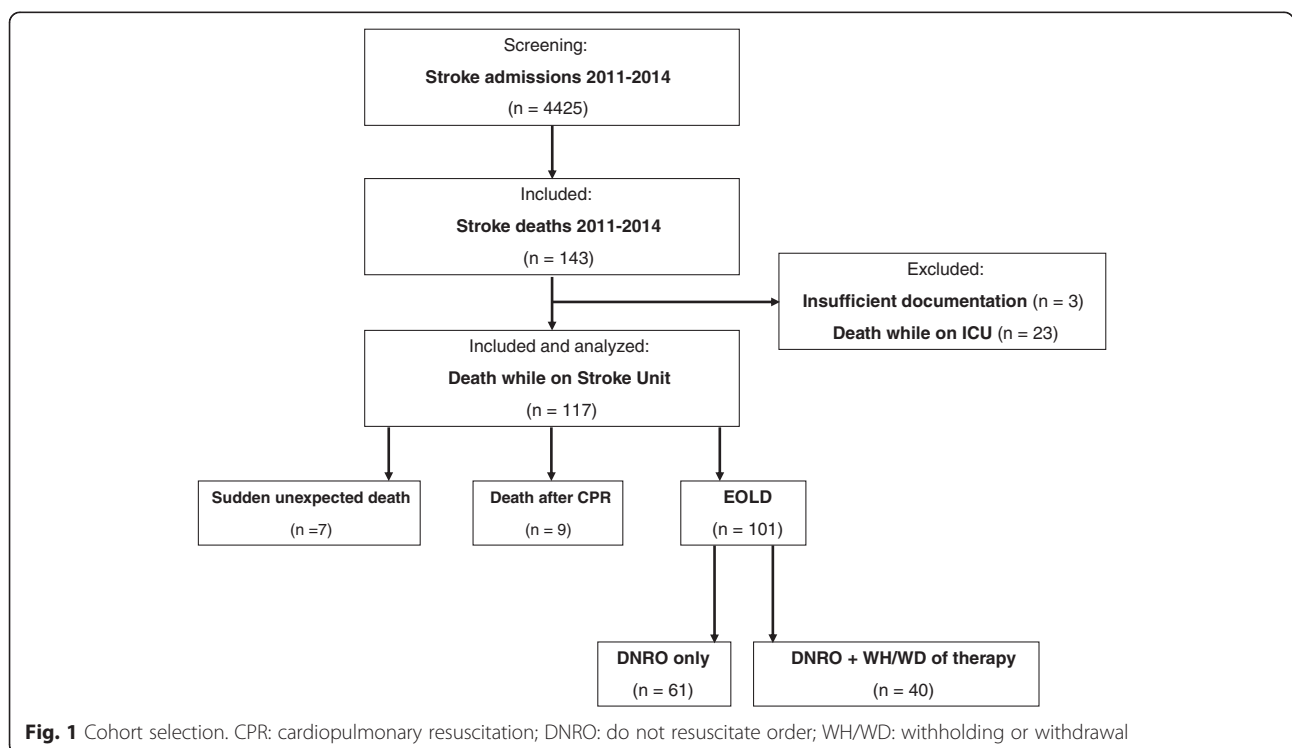 Screening:
Stroke admissions 2011-2014
(n = 4425)
Included:
Stroke deaths 2011-2014
(n = 143)
Excluded:
Insufficient documentation (n = 3)
Death while on ICU (n = 23)
Included and analyzed:
Death while on Stroke Unit
(n = 117)
Sudden unexpected death
(n =7)
Death after CPR
(n = 9)
EOLD
(n = 101)
DNRO only
(n = 61)
DNRO + WH/WD of therapy
(n = 40)
Fig. 1 Cohort selection. CPR: cardiopulmonary resuscitation; DNRO: do not resuscitate order; WH/WD: withholding or withdrawal